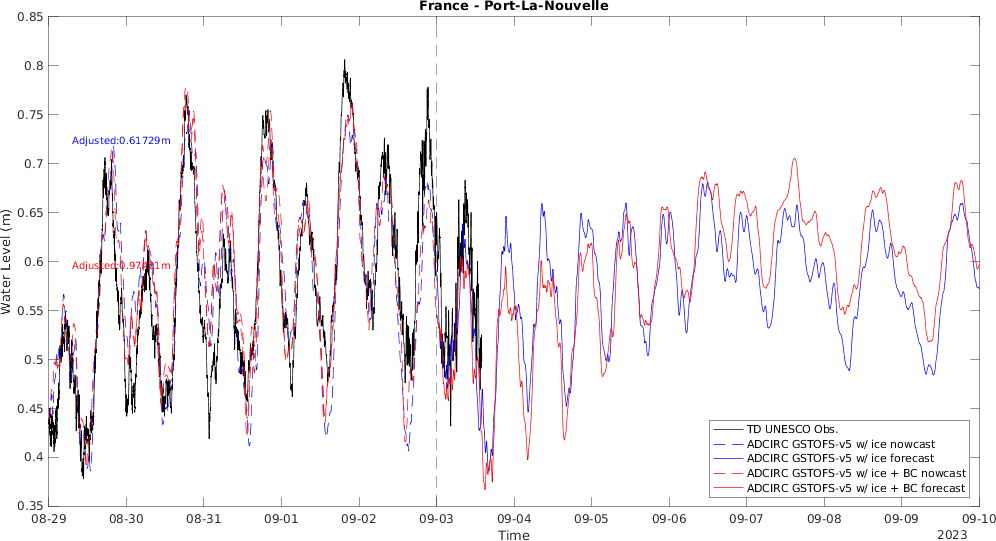 France - Port-La-Nouvelle
0.85
0.8
0.75
0.7
0.65
0.6
0.55
0.5
0.45
0.4
0.35
Water Level (m)
Adjusted:0.61729m
TD UNESCO Obs.
ADCIRC GSTOFS-v5 w/ ice nowcast
ADCIRC GSTOFS-v5 w/ ice forecast
ADCIRC GSTOFS-v5 w/ ice + BC nowcast
ADCIRC GSTOFS-v5 w/ ice + BC forecast
08-29 08-30 08-31 09-01 09-02 09-03 09-04 09-05 09-06 09-07 09-08 09-09 09-10
Time
2023